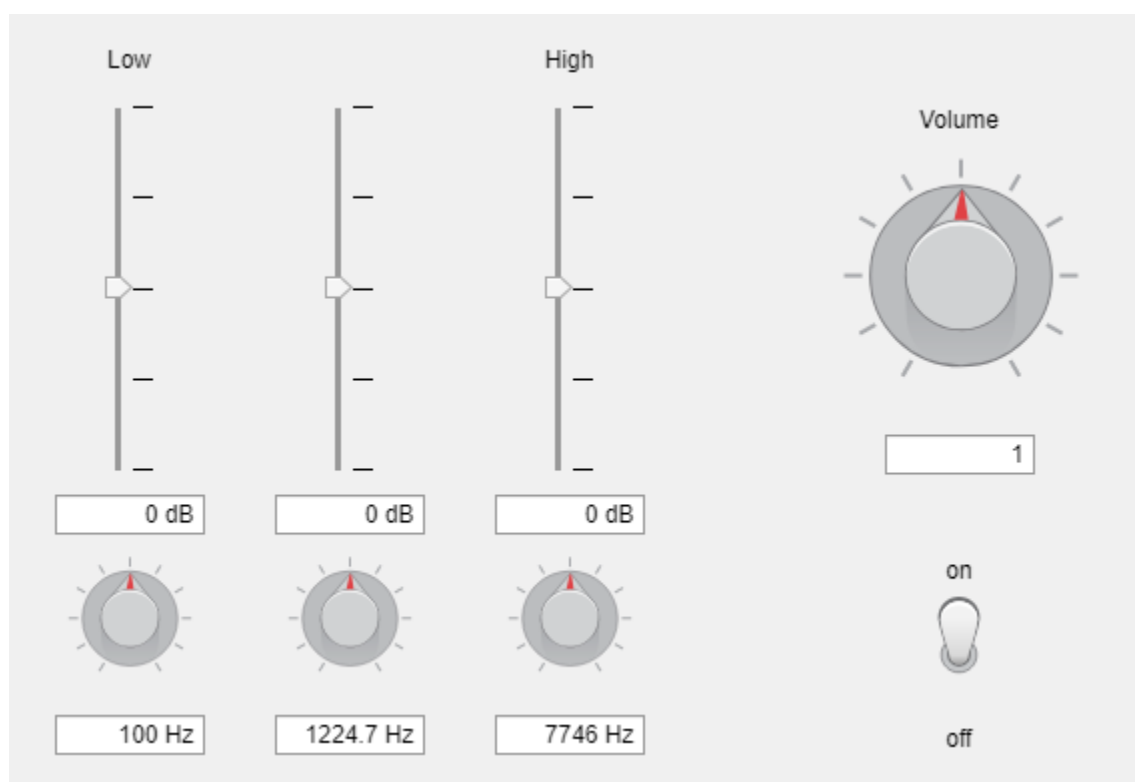 Low
High
Volume
1
0 dB
0 dB
0 dB
on
100 Hz
1224.7 Hz
7746 Hz
off